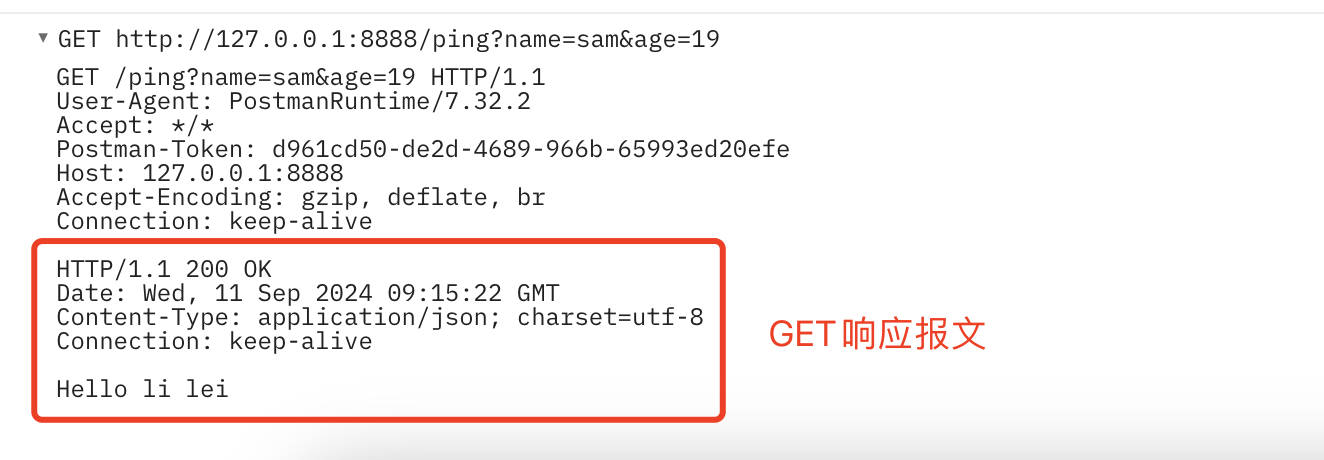 GET http://127.0.0.1:8888/ping?name=sam&age=19
GET /ping?name=sam&age=19 HTTP/1.1
User-Agent: PostmanRuntime/7.32.2
Accept: */*
Postman-Token: d961cd50-de2d-4689-966b-65993ed20efe
Host: 127.0.0.1:8888
Accept-Encoding: gzip, deflate, br
Connection: keep-alive
HTTP/1.1 200 OK
Date: Wed, 11 Sep 2024 09:15:22 GMT
Content-Type: application/json; charset=utf-8
Connection: keep-alive
GET响应报文
Hello li lei